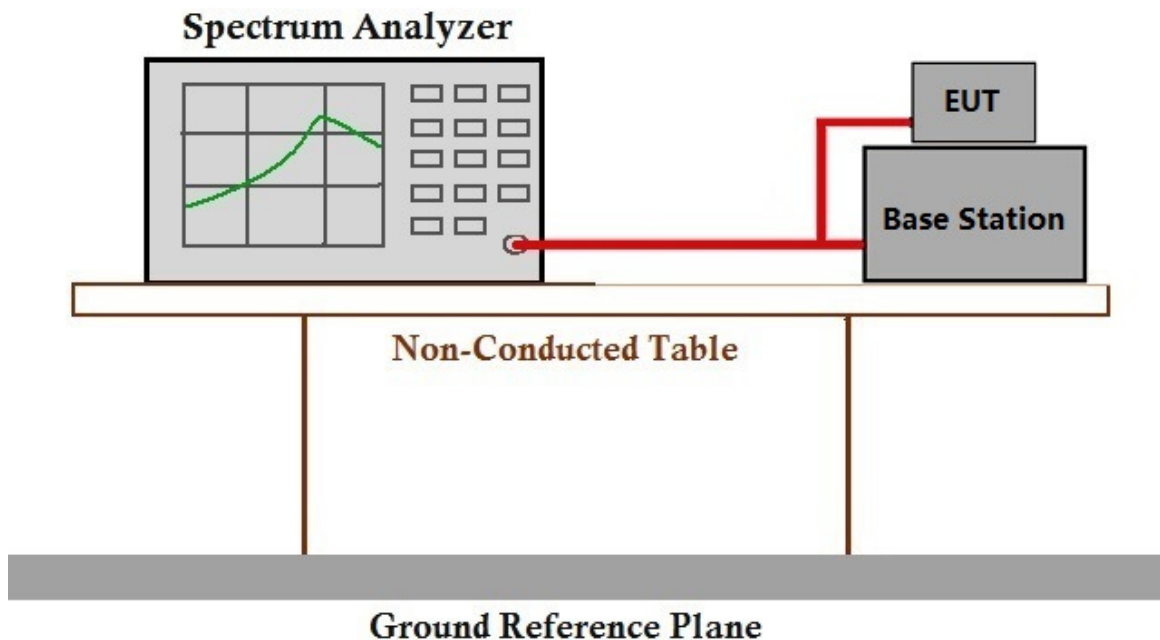 Spectrum Analyzer
EUT
Base Station
Non-Conducted Table
Ground Reference Plane